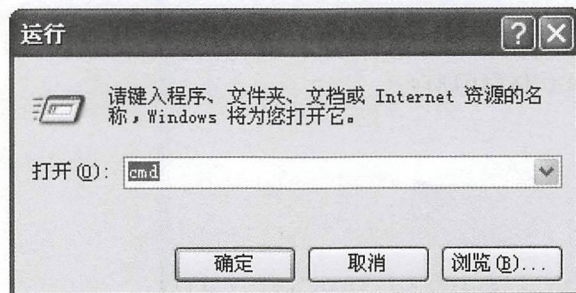 运行
请键入程序、文件夹、文档或 Internet 资源的名
称，Windows 将为您打开它。
打开(O): cmd
确定 取消 浏览(B)...